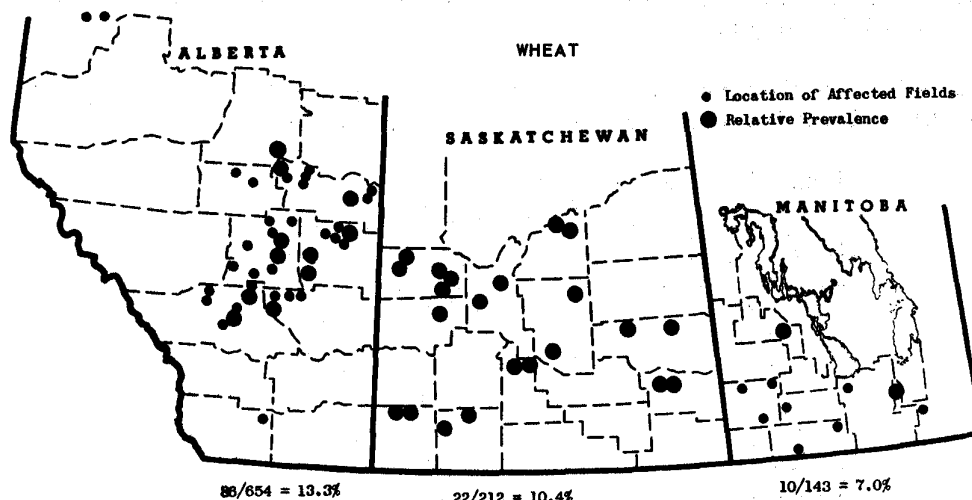 WHEAT
ALBERTA
Location of Affected Fields
Relative Prevalence
SASKATCHEWAN
MANITOBA
86/654 = 13.3%
22/212 = 10.4%
10/143 = 7.0%